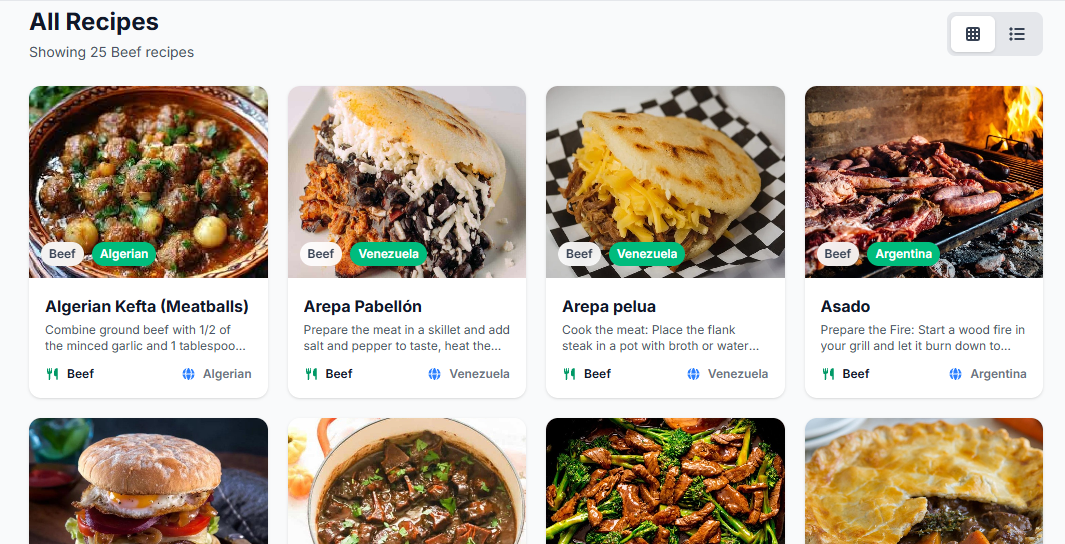 All Recipes
Showing 25 Beef recipes
Beef Algerian
Beef Venezuela
Beef Venezuela
Beef Argentina
Algerian Kefta (Meatballs)
Combine ground beef with 1/2 of
the minced garlic and 1 tablespoo...
Beef Algerian
Arepa Pabellón
Prepare the meat in a skillet and add
salt and pepper to taste, heat the...
Beef Venezuela
Arepa pelua
Cook the meat: Place the flank
steak in a pot with broth or water...
Beef Venezuela
Asado
Prepare the Fire: Start a wood fire in
your grill and let it burn down to...
Beef Argentina